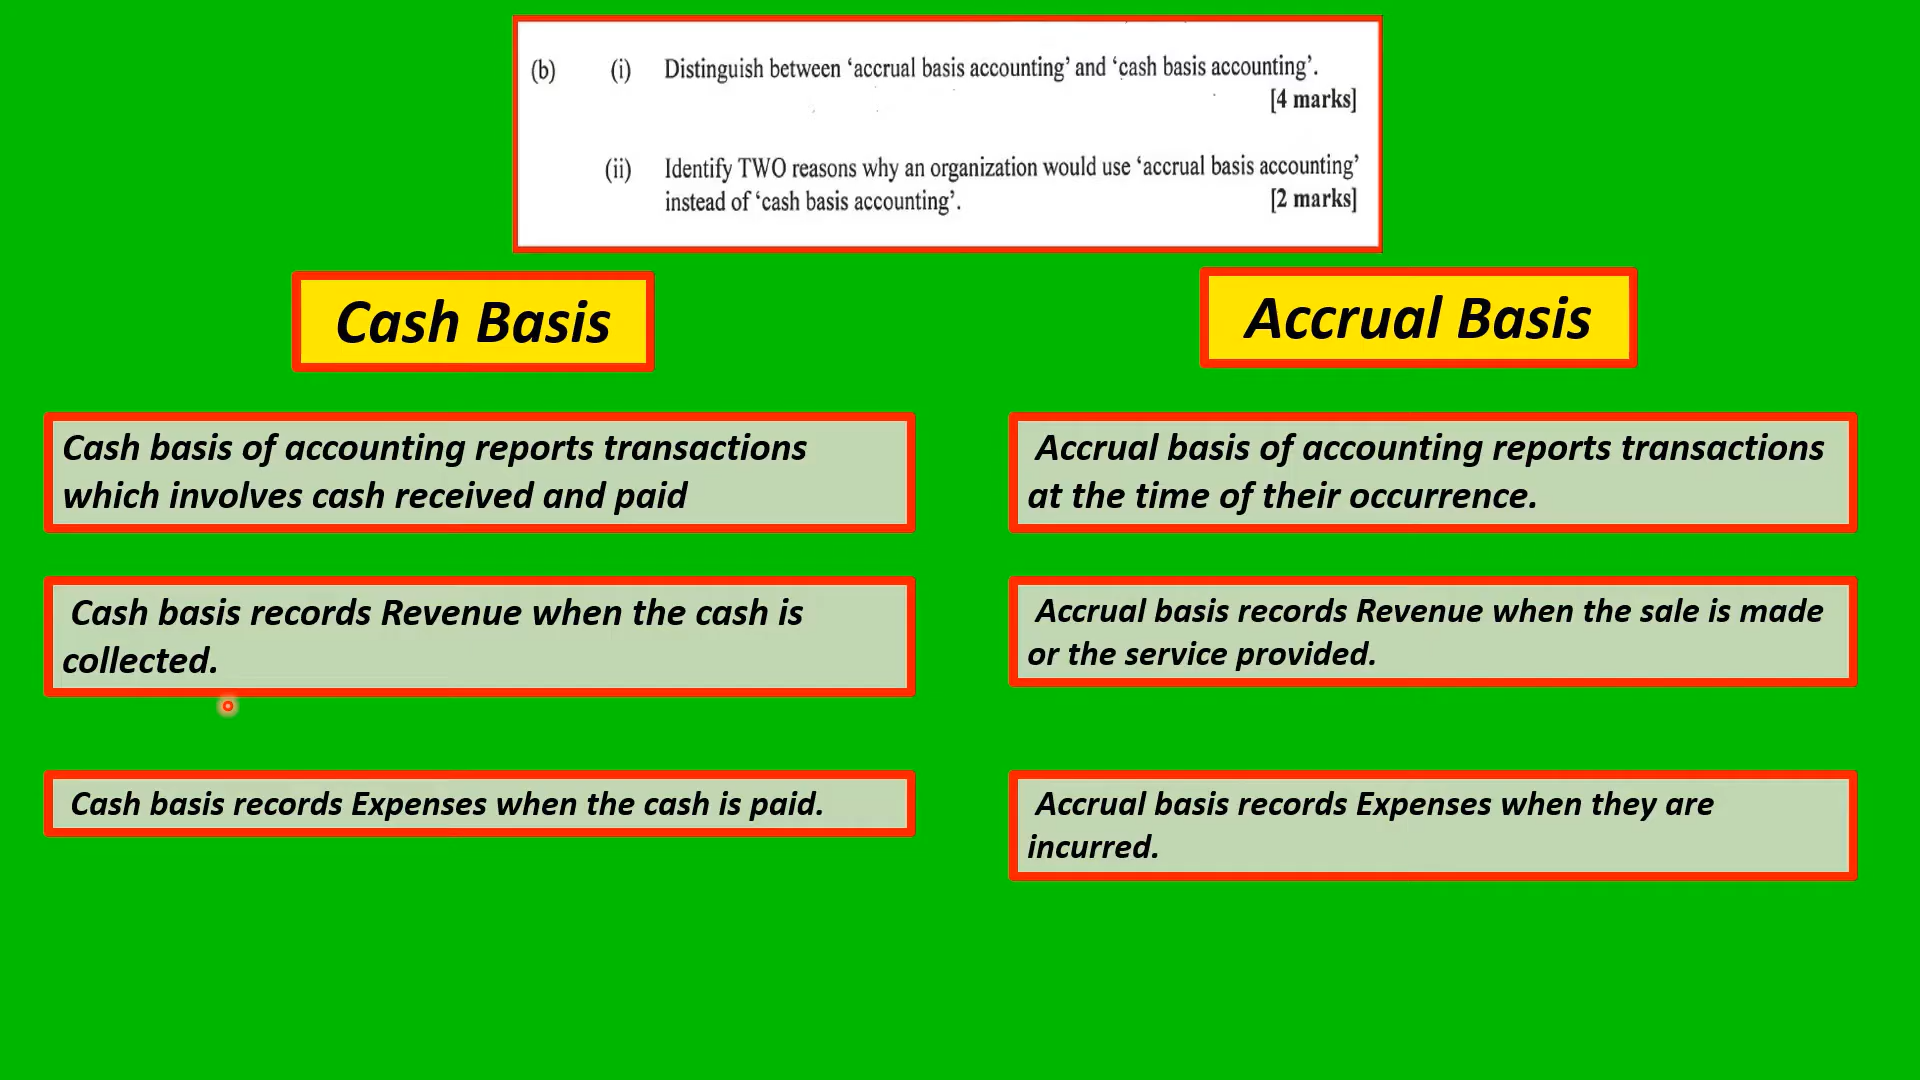 (b) (i) Distinguish between ‘accrual basis accounting’ and ‘cash basis accounting’.
[4 marks]
(ii) Identify TWO reasons why an organization would use ‘accrual basis accounting’
instead of ‘cash basis accounting’. [2 marks]
Cash Basis
Accrual Basis
Cash basis of accounting reports transactions
which involves cash received and paid
Accrual basis of accounting reports transactions
at the time of their occurrence.
Cash basis records Revenue when the cash is
collected.
Accrual basis records Revenue when the sale is made
or the service provided.
Cash basis records Expenses when the cash is paid.
Accrual basis records Expenses when they are
incurred.